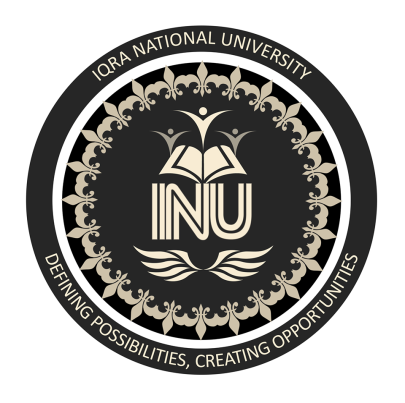 IQRA NATIONAL UNIVERSITY
INU
DEFINING POSSIBILITIES, CREATING OPPORTUNITIES